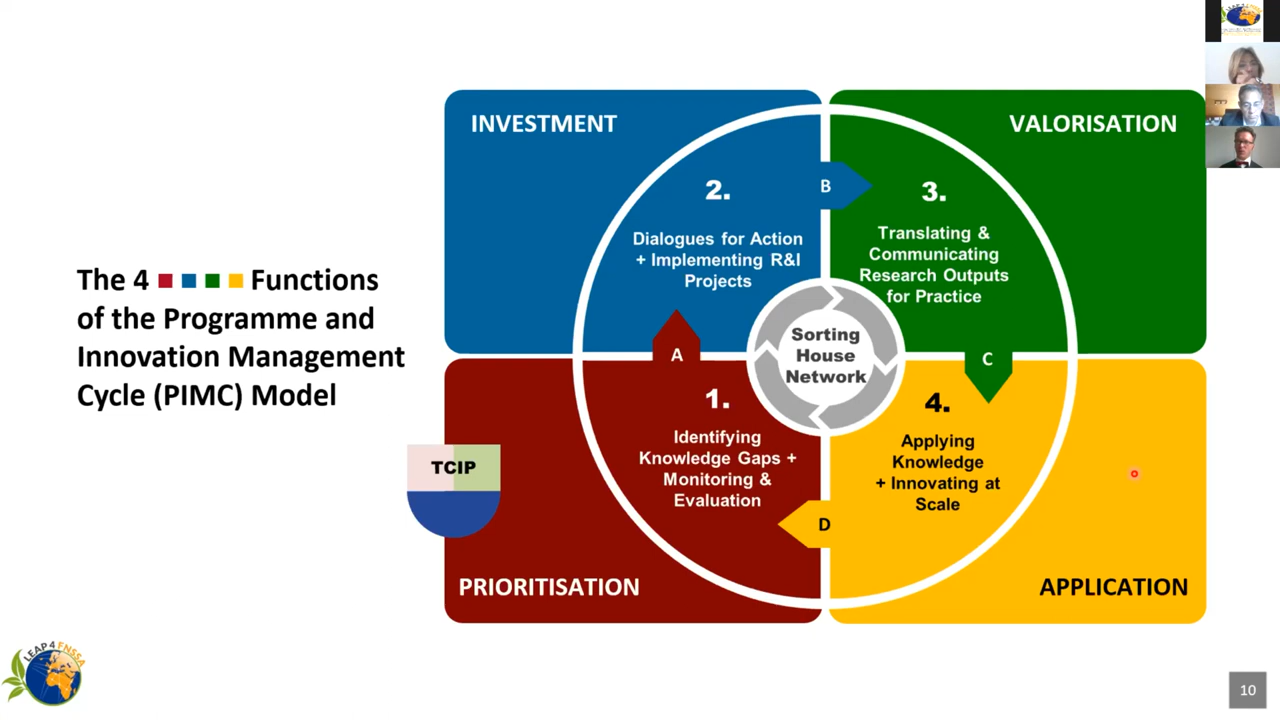 The 4 Functions
of the Programme and
Innovation Management
Cycle (PIMC) Model
INVESTMENT
2.
Dialogues for Action
+ Implementing R&I
Projects
B
VALORISATION
3.
Translating &
Communicating
Research Outputs
for Practice
Sorting
House
Network
A
C
1.
Identifying
Knowledge Gaps +
Monitoring &
Evaluation
PRIORITISATION
4.
Applying
Knowledge
+ Innovating at
Scale
D
APPLICATION
TCIP
LEAP4FNSSA
10